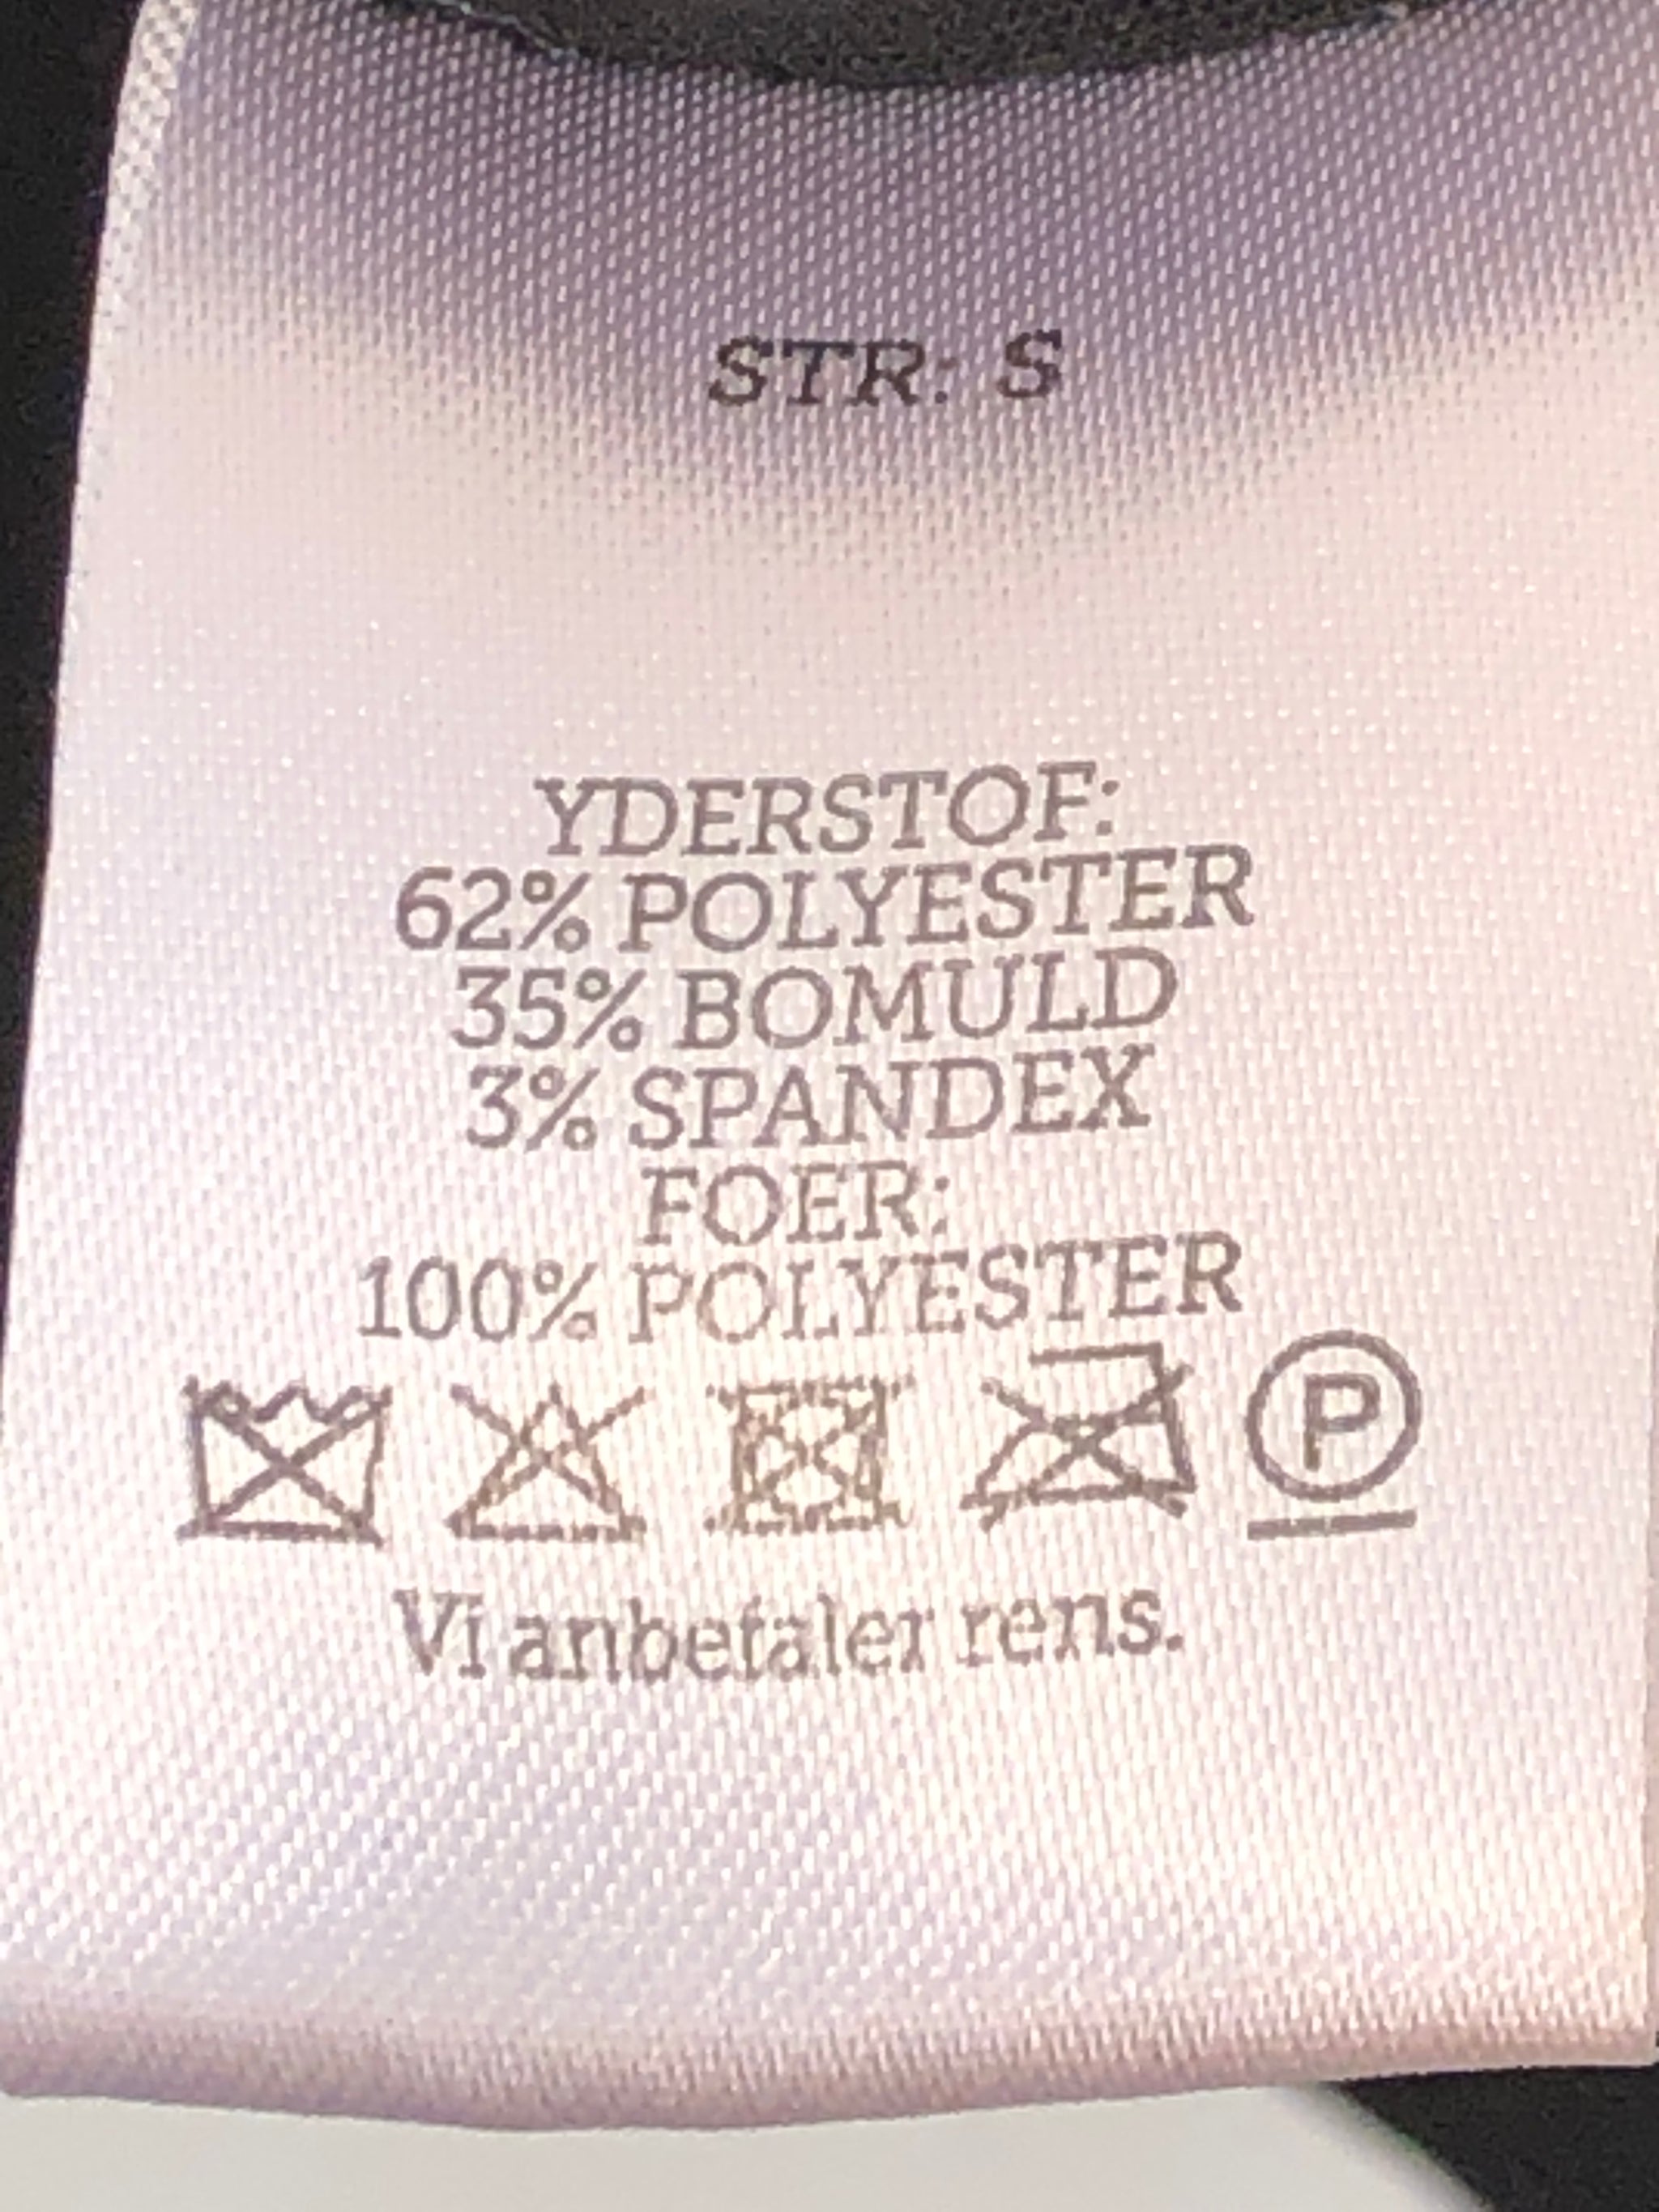 STR: S
YDERSTOF:
62% POLYESTER
35% BOMULD
3% SPANDEX
FOER:
100% POLYESTER
P
Vi anbefaler rens.